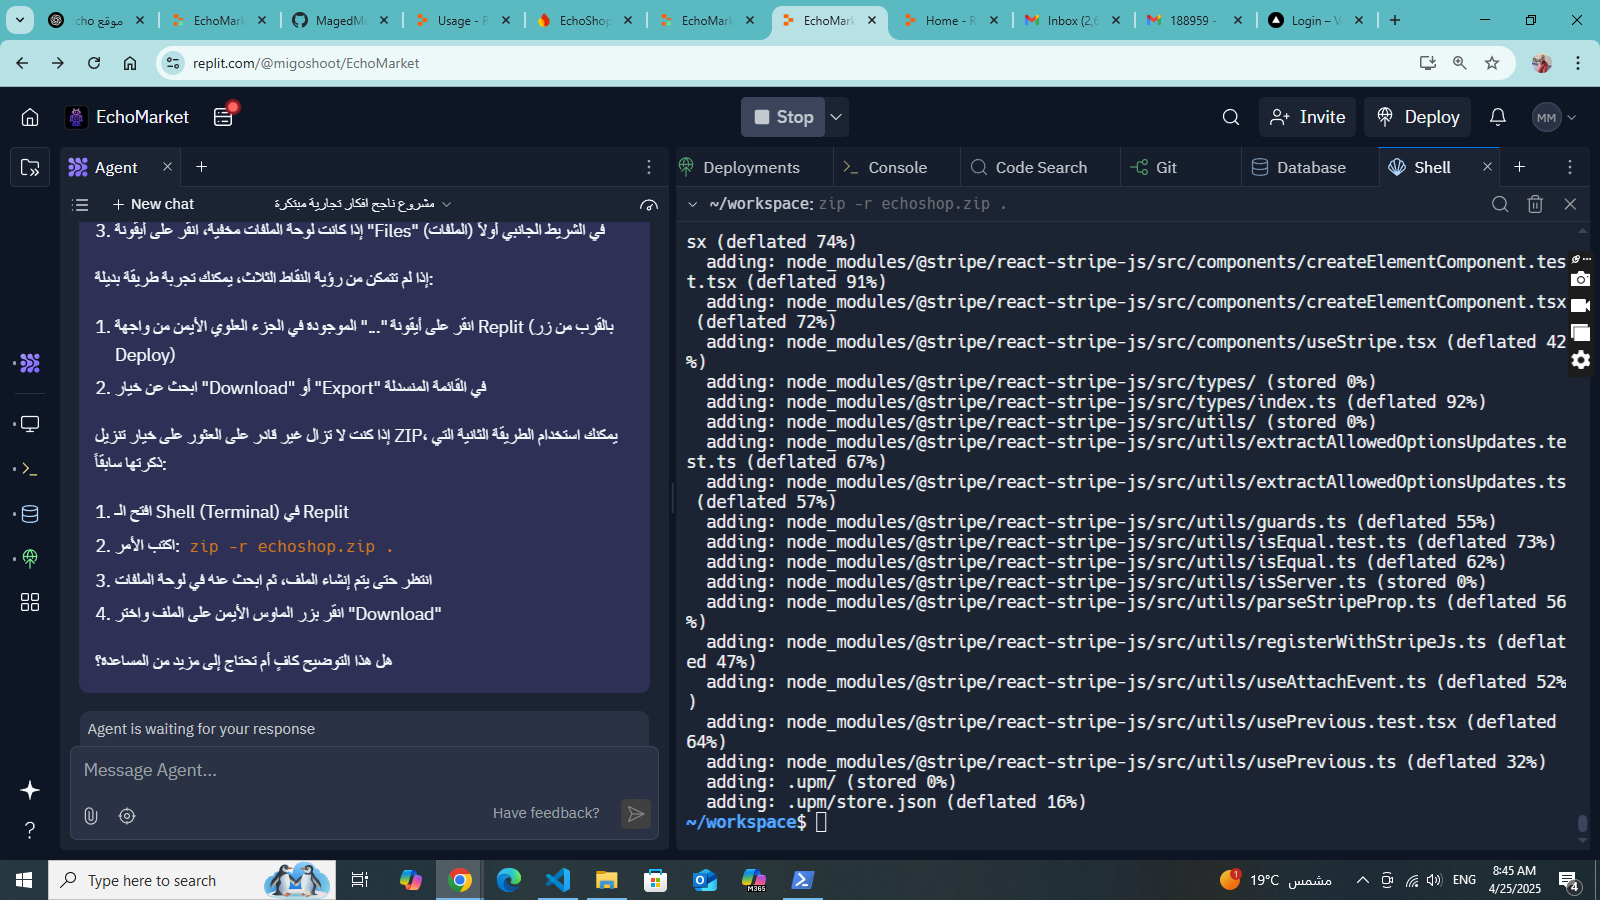 موقع echo
EchoMark
MagedMo
Usage - R
EchoShop
EchoMark
EchoMark
Home - R
Inbox (2,6
188959 -
Login – V
replit.com/@migoshoot/EchoMarket
EchoMarket
Stop
Invite
Deploy
MM
Agent
Deployments
Console
Code Search
Git
Database
Shell
New chat
مشروع ناجح افكار تجارية مبتكرة
~/workspace: zip -r echoshop.zip .
3. إذا كانت لوحة الملفات مخفية، انقر على أيقونة "Files" (الملفات) في الشريط الجانبي أولاً
إذا لم تتمكن من رؤية النقاط الثلاث، يمكنك تجربة طريقة بديلة:
1. انقر على أيقونة "..." الموجودة في الجزء العلوي الأيمن من واجهة Replit (بالقرب من زر
Deploy)
2. ابحث عن خيار "Download" أو "Export" في القائمة المنسدلة
إذا كنت لا تزال غير قادر على العثور على خيار تنزيل ZIP، يمكنك استخدام الطريقة الثانية التي
ذكرتها سابقاً:
1. افتح الـ Shell (Terminal) في Replit
2. اكتب الأمر: zip -r echoshop.zip .
3. انتظر حتى يتم إنشاء الملف، ثم ابحث عنه في لوحة الملفات
4. انقر بزر الماوس الأيمن على الملف واختر "Download"
هل هذا التوضيح كافٍ أم تحتاج إلى مزيد من المساعدة؟
Agent is waiting for your response
Message Agent...
Have feedback?
sx (deflated 74%)
adding: node_modules/@stripe/react-stripe-js/src/components/createElementComponent.tes
t.tsx (deflated 91%)
adding: node_modules/@stripe/react-stripe-js/src/components/createElementComponent.tsx
(deflated 72%)
adding: node_modules/@stripe/react-stripe-js/src/components/useStripe.tsx (deflated 42
%)
adding: node_modules/@stripe/react-stripe-js/src/types/ (stored 0%)
adding: node_modules/@stripe/react-stripe-js/src/types/index.ts (deflated 92%)
adding: node_modules/@stripe/react-stripe-js/src/utils/ (stored 0%)
adding: node_modules/@stripe/react-stripe-js/src/utils/extractAllowedOptionsUpdates.te
st.ts (deflated 67%)
adding: node_modules/@stripe/react-stripe-js/src/utils/extractAllowedOptionsUpdates.ts
(deflated 57%)
adding: node_modules/@stripe/react-stripe-js/src/utils/guards.ts (deflated 55%)
adding: node_modules/@stripe/react-stripe-js/src/utils/isEqual.test.ts (deflated 73%)
adding: node_modules/@stripe/react-stripe-js/src/utils/isEqual.ts (deflated 62%)
adding: node_modules/@stripe/react-stripe-js/src/utils/isServer.ts (stored 0%)
adding: node_modules/@stripe/react-stripe-js/src/utils/parseStripeProp.ts (deflated 56
%)
adding: node_modules/@stripe/react-stripe-js/src/utils/registerWithStripeJs.ts (deflat
ed 47%)
adding: node_modules/@stripe/react-stripe-js/src/utils/useAttachEvent.ts (deflated 52%
)
adding: node_modules/@stripe/react-stripe-js/src/utils/usePrevious.test.tsx (deflated
64%)
adding: node_modules/@stripe/react-stripe-js/src/utils/usePrevious.ts (deflated 32%)
adding: .upm/ (stored 0%)
adding: .upm/store.json (deflated 16%)
~/workspace$
Type here to search
M365
1
19°C مشمس
ENG
8:45 AM
4/25/2025
4